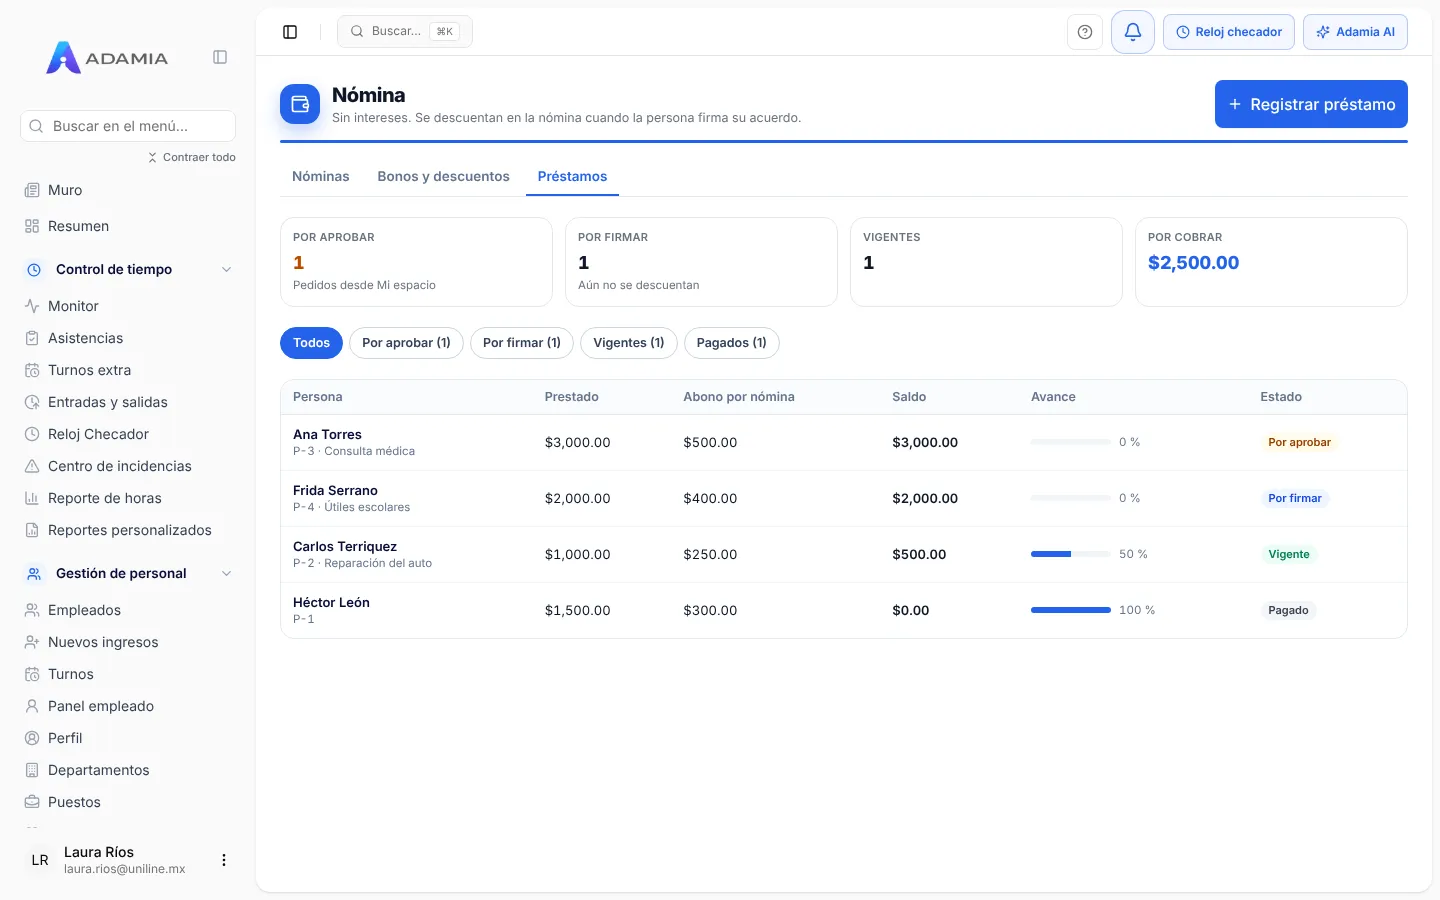 ADAMIA
Buscar en el menú...
Contraer todo
Muro
Resumen
Control de tiempo
Monitor
Asistencias
Turnos extra
Entradas y salidas
Reloj Checador
Centro de incidencias
Reporte de horas
Reportes personalizados
Gestión de personal
Empleados
Nuevos ingresos
Turnos
Panel empleado
Perfil
Departamentos
Puestos
LR
Laura Ríos
laura.rios@uniline.mx
Buscar... ⌘K
Reloj checador
Adamia AI
Nómina
Sin intereses. Se descuentan en la nómina cuando la persona firma su acuerdo.
+ Registrar préstamo
Nóminas Bonos y descuentos Préstamos
POR APROBAR
1
Pedidos desde Mi espacio
POR FIRMAR
1
Aún no se descuentan
VIGENTES
1
POR COBRAR
$2,500.00
Todos Por aprobar (1) Por firmar (1) Vigentes (1) Pagados (1)
Persona Prestado Abono por nómina Saldo Avance Estado
Ana Torres
P-3 · Consulta médica
$3,000.00 $500.00 $3,000.00 0 % Por aprobar
Frida Serrano
P-4 · Útiles escolares
$2,000.00 $400.00 $2,000.00 0 % Por firmar
Carlos Terriquez
P-2 · Reparación del auto
$1,000.00 $250.00 $500.00 50 % Vigente
Héctor León
P-1
$1,500.00 $300.00 $0.00 100 % Pagado